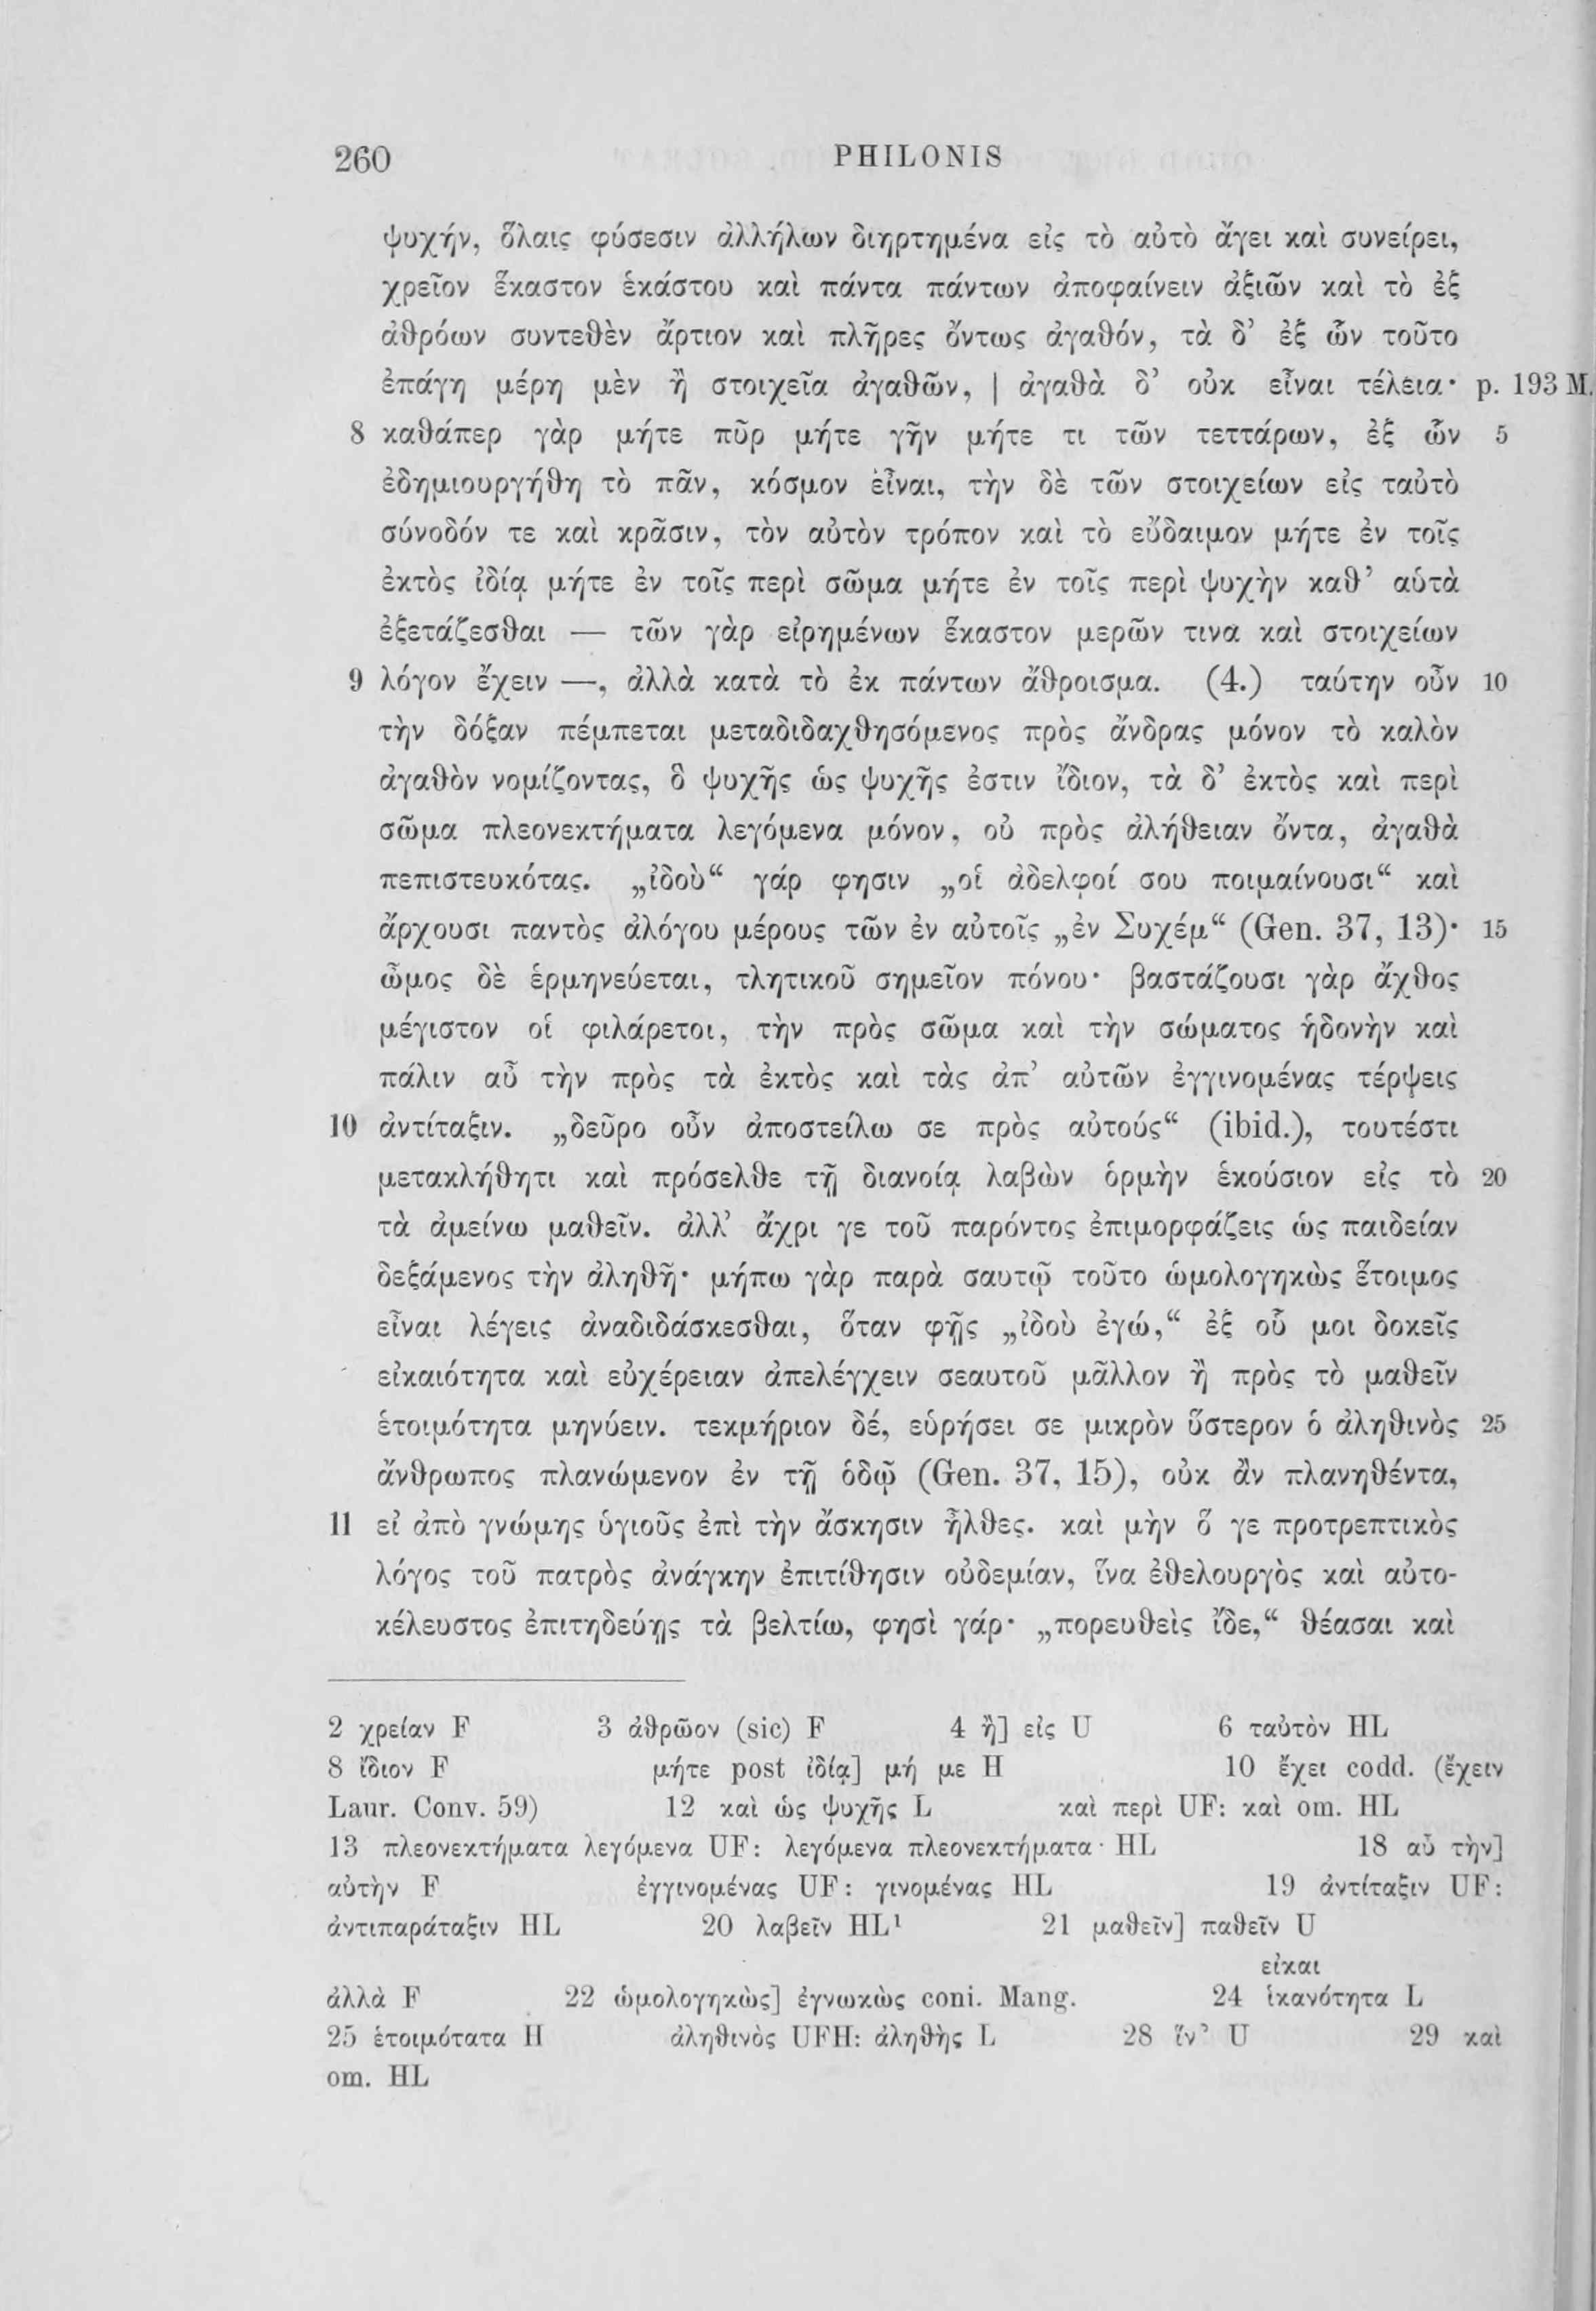 260 PHILONIS
ψυχήν, ὅλαις φύσεσιν ἀλλήλων διηρτημένα εἰς τὸ αὐτὸ ἄγει καὶ συνείρει,
χρεῖον ἕκαστον ἑκάστου καὶ πάντα πάντων ἀποφαίνειν ἀξιῶν καὶ τὸ ἐξ
ἀθρόων συντεθὲν ἄρτιον καὶ πλῆρες ὄντως ἀγαθόν, τὰ δ’ ἐξ ὧν τοῦτο
ἐπάγη μέρη μὲν ἢ στοιχεῖα ἀγαθῶν, | ἀγαθὰ δ’ οὐκ εἶναι τέλεια· p. 193 M.
8 καθάπερ γὰρ μήτε πῦρ μήτε γῆν μήτε τι τῶν τεττάρων, ἐξ ὧν 5
ἐδημιουργήθη τὸ πᾶν, κόσμον εἶναι, τὴν δὲ τῶν στοιχείων εἰς ταὐτὸ
σύνοδόν τε καὶ κρᾶσιν, τὸν αὐτὸν τρόπον καὶ τὸ εὔδαιμον μήτε ἐν τοῖς
ἐκτὸς ἰδίᾳ μήτε ἐν τοῖς περὶ σῶμα μήτε ἐν τοῖς περὶ ψυχὴν καθ’ αὑτὰ
ἐξετάζεσθαι — τῶν γὰρ εἰρημένων ἕκαστον μερῶν τινα καὶ στοιχείων
9 λόγον ἔχειν —, ἀλλὰ κατὰ τὸ ἐκ πάντων ἄθροισμα. (4.) ταύτην οὖν 10
τὴν δόξαν πέμπεται μεταδιδαχθησόμενος πρὸς ἄνδρας μόνον τὸ καλὸν
ἀγαθὸν νομίζοντας, ὃ ψυχῆς ὡς ψυχῆς ἐστιν ἴδιον, τὰ δ’ ἐκτὸς καὶ περὶ
σῶμα πλεονεκτήματα λεγόμενα μόνον, οὐ πρὸς ἀλήθειαν ὄντα, ἀγαθὰ
πεπιστευκότας. „ἰδοὺ“ γάρ φησιν „οἱ ἀδελφοί σου ποιμαίνουσι“ καὶ
ἄρχουσι παντὸς ἀλόγου μέρους τῶν ἐν αὐτοῖς „ἐν Συχέμ“ (Gen. 37, 13)· 15
ὦμος δὲ ἑρμηνεύεται, τλητικοῦ σημεῖον πόνου· βαστάζουσι γὰρ ἄχθος
μέγιστον οἱ φιλάρετοι, τὴν πρὸς σῶμα καὶ τὴν σώματος ἡδονὴν καὶ
πάλιν αὖ τὴν πρὸς τὰ ἐκτὸς καὶ τὰς ἀπ’ αὐτῶν ἐγγινομένας τέρψεις
10 ἀντίταξιν. „δεῦρο οὖν ἀποστείλω σε πρὸς αὐτούς“ (ibid.), τουτέστι
μετακλήθητι καὶ πρόσελθε τῇ διανοίᾳ λαβὼν ὁρμὴν ἑκούσιον εἰς τὸ 20
τὰ ἀμείνω μαθεῖν. ἀλλ’ ἄχρι γε τοῦ παρόντος ἐπιμορφάζεις ὡς παιδείαν
δεξάμενος τὴν ἀληθῆ· μήπω γὰρ παρὰ σαυτῷ τοῦτο ὡμολογηκὼς ἕτοιμος
εἶναι λέγεις ἀναδιδάσκεσθαι, ὅταν φῇς „ἰδοὺ ἐγώ,“ ἐξ οὗ μοι δοκεῖς
εἰκαιότητα καὶ εὐχέρειαν ἀπελέγχειν σεαυτοῦ μᾶλλον ἢ πρὸς τὸ μαθεῖν
ἑτοιμότητα μηνύειν. τεκμήριον δέ, εὑρήσει σε μικρὸν ὕστερον ὁ ἀληθινὸς 25
ἄνθρωπος πλανώμενον ἐν τῇ ὁδῷ (Gen. 37, 15), οὐκ ἂν πλανηθέντα,
11 εἰ ἀπὸ γνώμης ὑγιοῦς ἐπὶ τὴν ἄσκησιν ἦλθες. καὶ μὴν ὅ γε προτρεπτικὸς
λόγος τοῦ πατρὸς ἀνάγκην ἐπιτίθησιν οὐδεμίαν, ἵνα ἐθελουργὸς καὶ αὐτο-
κέλευστος ἐπιτηδεύῃς τὰ βελτίω, φησὶ γάρ· „πορευθεὶς ἴδε,“ θέασαι καὶ
2 χρείαν F 3 ἀθρῶον (sic) F 4 ἢ] εἰς U 6 ταὐτὸν HL
8 ἴδιον F μήτε post ἰδίᾳ] μή με H 10 ἔχει codd. (ἔχειν
Laur. Conv. 59) 12 καὶ ὡς ψυχῆς L καὶ περὶ UF: καὶ om. HL
13 πλεονεκτήματα λεγόμενα UF: λεγόμενα πλεονεκτήματα HL 18 αὖ τὴν]
αὐτὴν F ἐγγινομένας UF: γινομένας HL 19 ἀντίταξιν UF:
ἀντιπαράταξιν HL 20 λαβεῖν HL¹ 21 μαθεῖν] παθεῖν U
εἰκαι
ἀλλὰ F 22 ὡμολογηκὼς] ἐγνωκὼς coni. Mang. 24 ἱκανότητα L
25 ἑτοιμότατα H ἀληθινὸς UFH: ἀληθὴς L 28 ἵν’ U 29 καὶ
om. HL